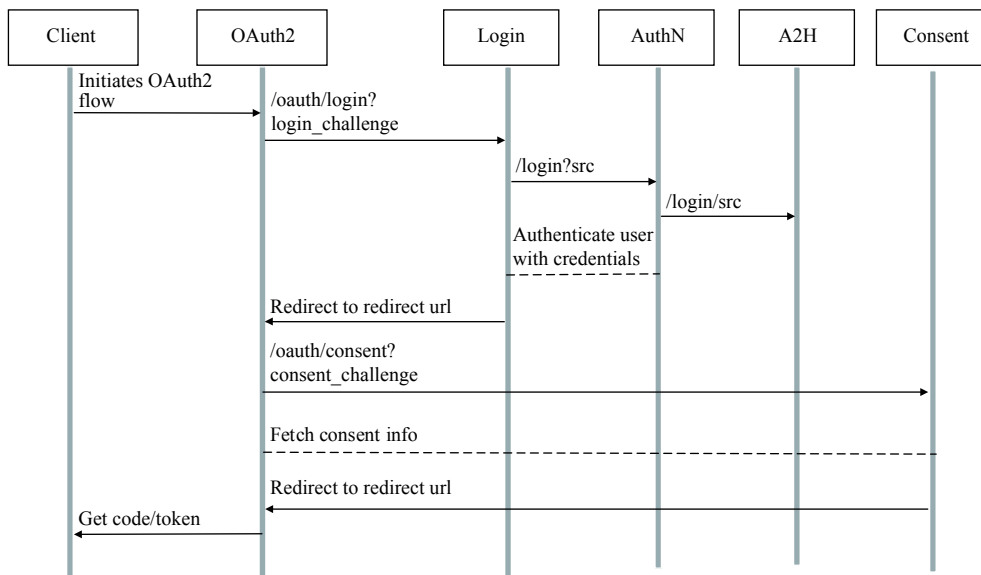 Client
OAuth2
Login
AuthN
A2H
Consent
Initiates OAuth2
flow
/oauth/login?
login_challenge
/login?src
/login/src
Authenticate user
with credentials
Redirect to redirect url
/oauth/consent?
consent_challenge
Fetch consent info
Redirect to redirect url
Get code/token